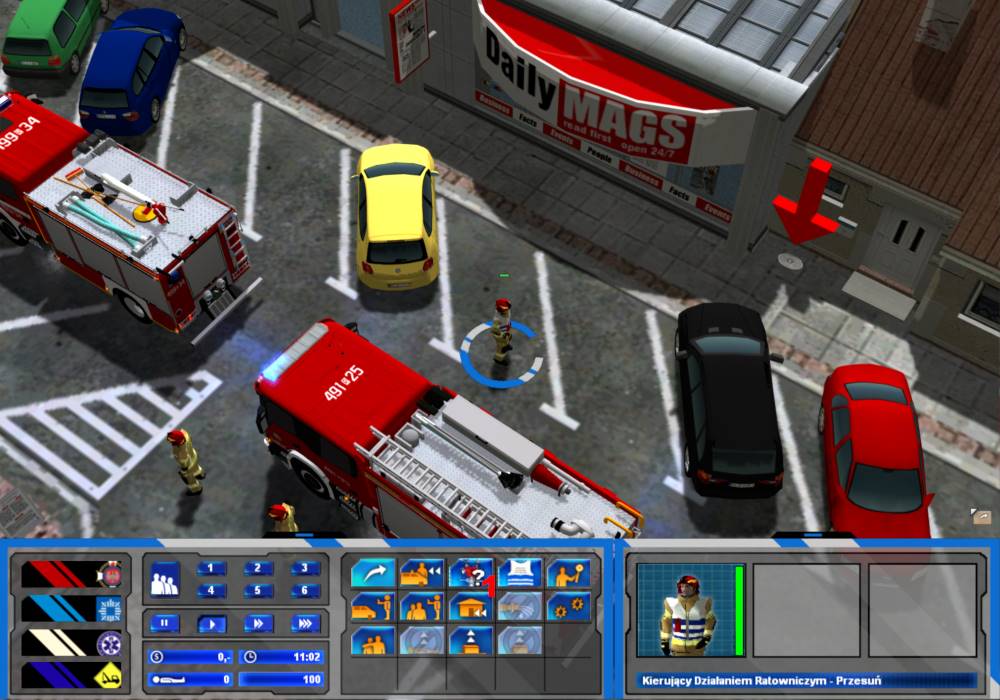 Daily MAGS
read first open 24/7
Business Facts Events People Business Facts Events
499 34
491 25
1 2 3
4 5 6
S 0,- 11:02
0 100
Kierujący Działaniem Ratowniczym - Przesuń